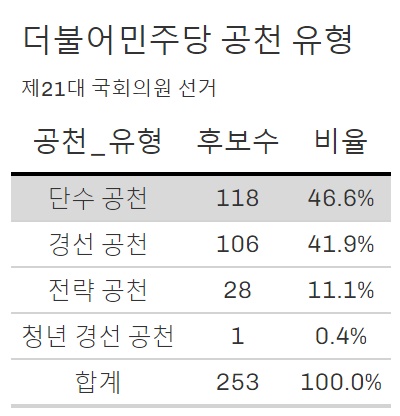 더불어민주당 공천 유형
제21대 국회의원 선거
공천_유형 후보수 비율
단수 공천 118 46.6%
경선 공천 106 41.9%
전략 공천 28 11.1%
청년 경선 공천 1 0.4%
합계 253 100.0%